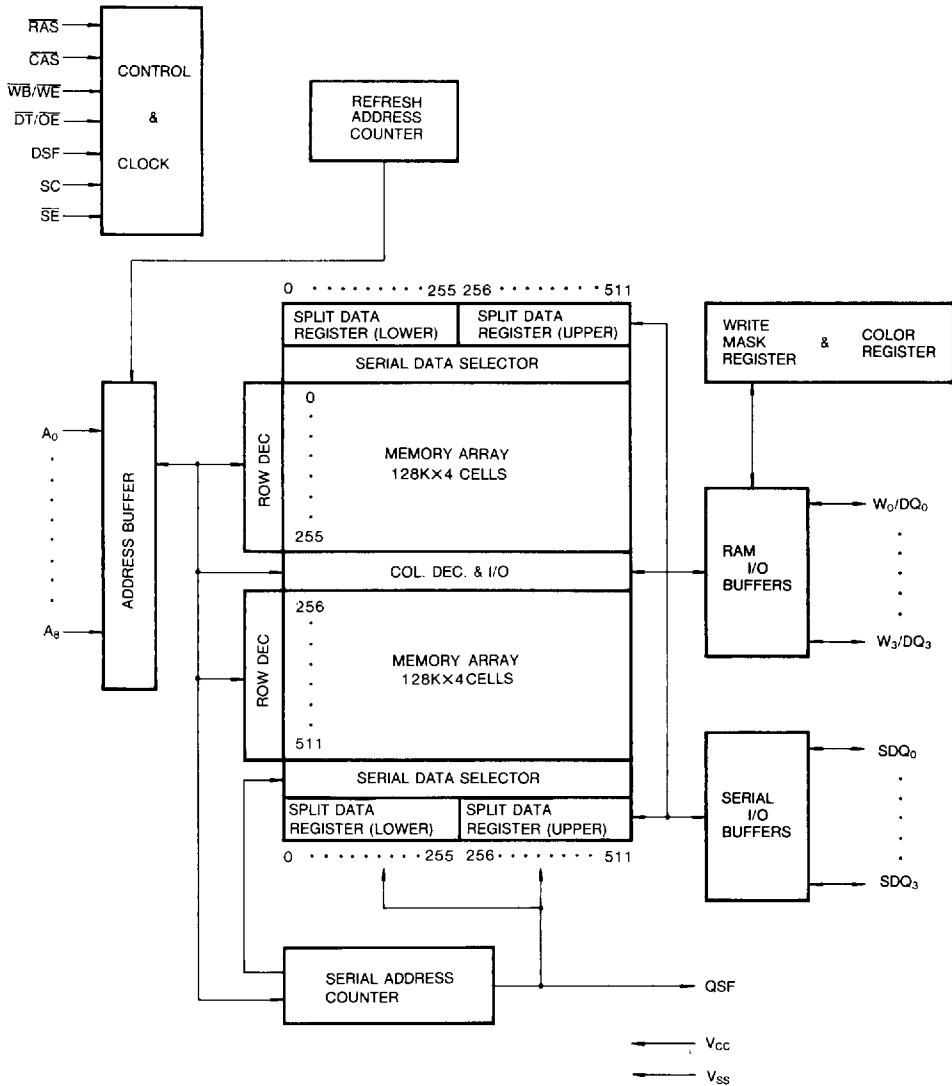 RAS
CAS
WB/WE
DT/OE
DSF
SC
SE
CONTROL
&
CLOCK
REFRESH
ADDRESS
COUNTER
0 · · · · · · · · · 255 256 · · · · · · · · 511
SPLIT DATA
REGISTER (LOWER)
SPLIT DATA
REGISTER (UPPER)
SERIAL DATA SELECTOR
WRITE
MASK
REGISTER
&
COLOR
REGISTER
A₀
A₈
ADDRESS BUFFER
ROW DEC
0
255
MEMORY ARRAY
128K×4 CELLS
COL. DEC. & I/O
ROW DEC
256
511
MEMORY ARRAY
128K×4 CELLS
SERIAL DATA SELECTOR
SPLIT DATA
REGISTER (LOWER)
SPLIT DATA
REGISTER (UPPER)
0 · · · · · · · · · 255 256 · · · · · · · · 511
RAM
I/O
BUFFERS
W₀/DQ₀
W₃/DQ₃
SERIAL
I/O
BUFFERS
SDQ₀
SDQ₃
SERIAL ADDRESS
COUNTER
QSF
VCC
VSS